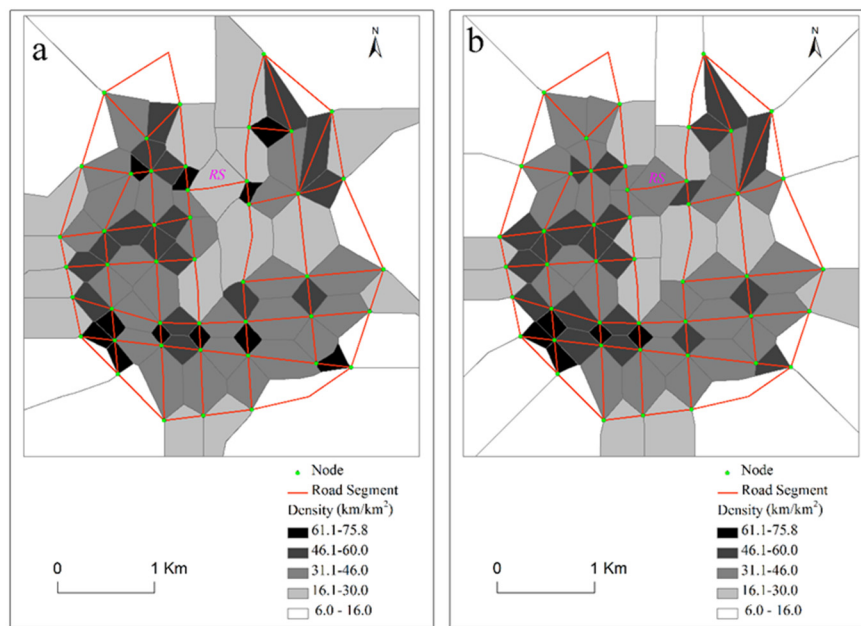 a
N
RS
Node
Road Segment
Density (km/km²)
61.1-75.8
46.1-60.0
31.1-46.0
16.1-30.0
6.0 - 16.0
0 1 Km
b
N
RS
Node
Road Segment
Density (km/km²)
61.1-75.8
46.1-60.0
31.1-46.0
16.1-30.0
6.0 - 16.0
0 1 Km